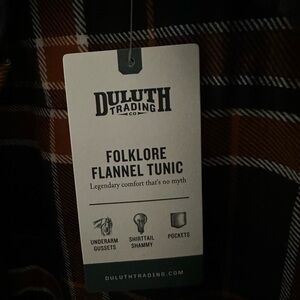 DULUTH
TRADING
CO
FOLKLORE
FLANNEL TUNIC
Legendary comfort that's no myth
UNDERARM
GUSSETS
SHIRTTAIL
SHAMMY
POCKETS
DULUTHTRADING.COM